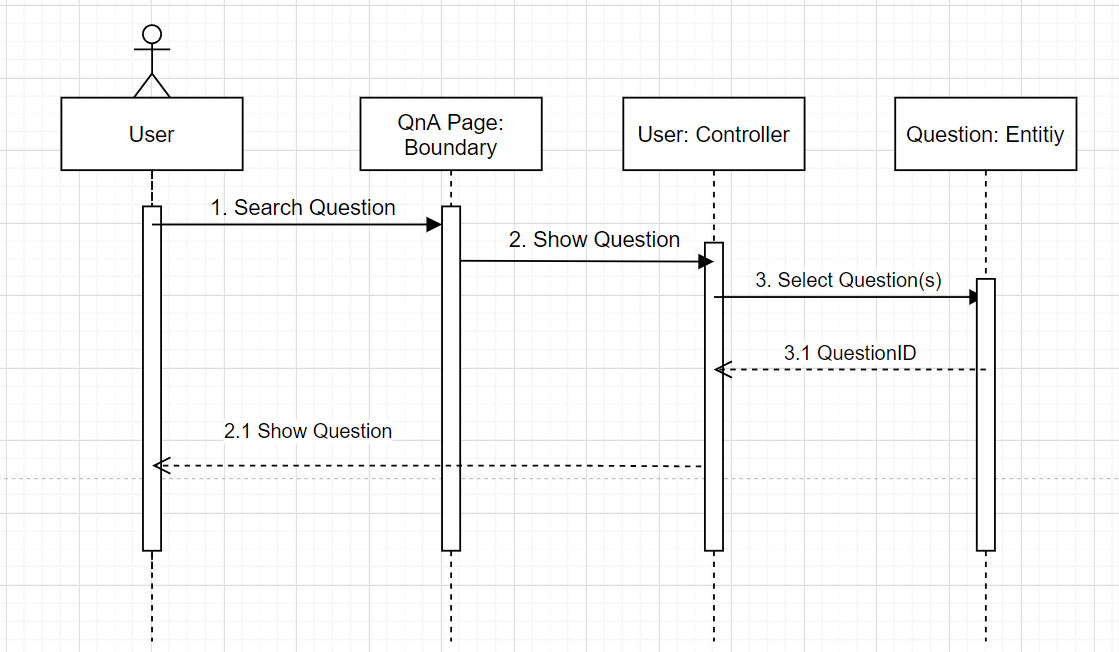 User
QnA Page:
Boundary
User: Controller
Question: Entitiy
1. Search Question
2. Show Question
3. Select Question(s)
3.1 QuestionID
2.1 Show Question